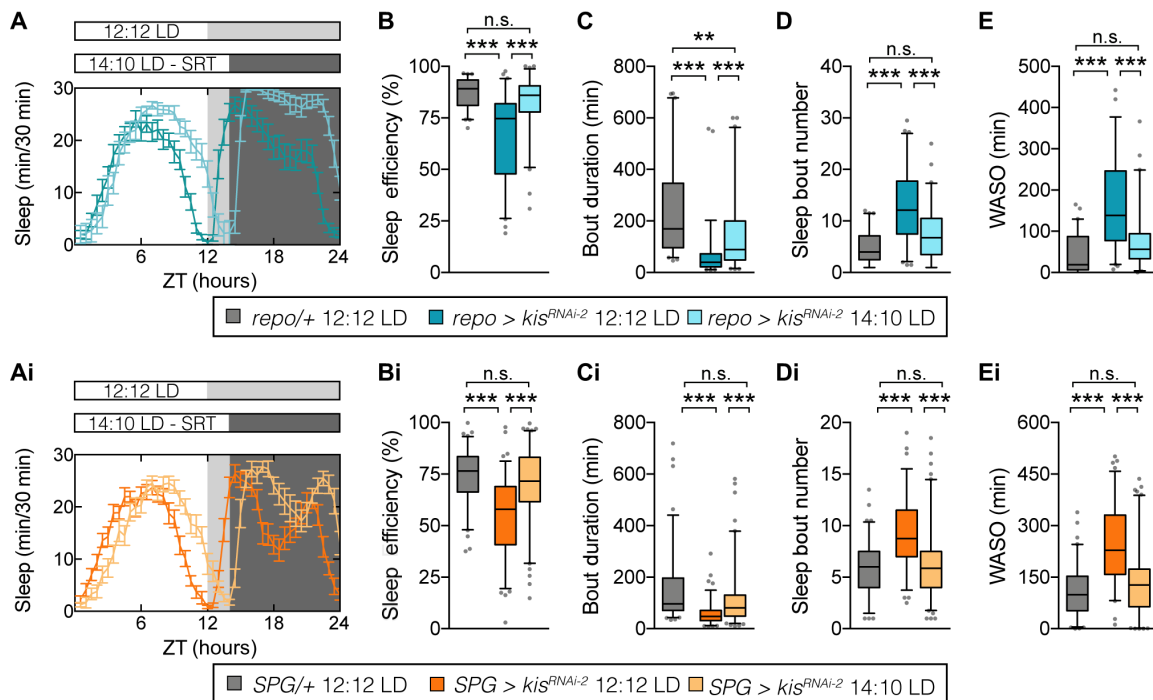 A
12:12 LD
14:10 LD - SRT
Sleep (min/30 min)
30
20
10
0
6
12
18
24
ZT (hours)
B
n.s.
*** ***
Sleep efficiency (%)
100
75
50
25
0
C
**
*** ***
Bout duration (min)
800
600
400
200
0
D
n.s.
*** ***
Sleep bout number
40
30
20
10
0
E
n.s.
*** ***
WASO (min)
500
400
300
200
100
0
repo/+ 12:12 LD repo > kisRNAi-2 12:12 LD repo > kisRNAi-2 14:10 LD
Ai
12:12 LD
14:10 LD - SRT
Sleep (min/30 min)
30
20
10
0
6
12
18
24
ZT (hours)
Bi
n.s.
*** ***
Sleep efficiency (%)
100
75
50
25
0
Ci
n.s.
*** ***
Bout duration (min)
800
600
400
200
0
Di
n.s.
*** ***
Sleep bout number
20
15
10
5
0
Ei
n.s.
*** ***
WASO (min)
600
450
300
150
0
SPG/+ 12:12 LD SPG > kisRNAi-2 12:12 LD SPG > kisRNAi-2 14:10 LD